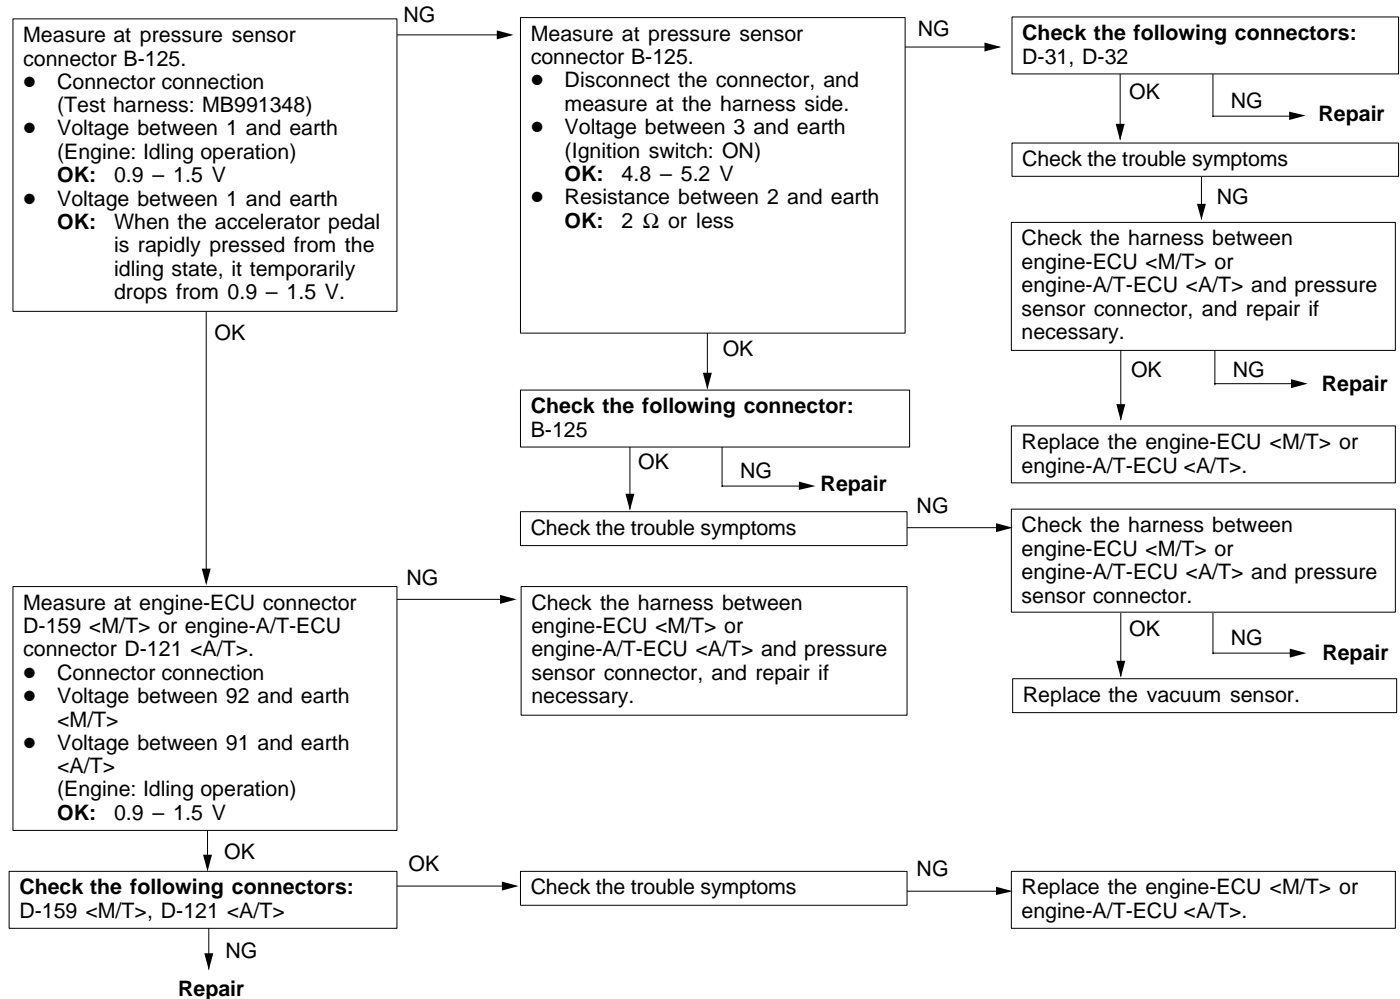 Measure at pressure sensor
connector B-125.
● Connector connection
(Test harness: MB991348)
● Voltage between 1 and earth
(Engine: Idling operation)
OK: 0.9 – 1.5 V
● Voltage between 1 and earth
OK: When the accelerator pedal
is rapidly pressed from the
idling state, it temporarily
drops from 0.9 – 1.5 V.
NG
Measure at pressure sensor
connector B-125.
● Disconnect the connector, and
measure at the harness side.
● Voltage between 3 and earth
(Ignition switch: ON)
OK: 4.8 – 5.2 V
● Resistance between 2 and earth
OK: 2 Ω or less
NG
Check the following connectors:
D-31, D-32
OK
NG
Repair
Check the trouble symptoms
NG
Check the harness between
engine-ECU <M/T> or
engine-A/T-ECU <A/T> and pressure
sensor connector, and repair if
necessary.
OK
NG
Repair
Replace the engine-ECU <M/T> or
engine-A/T-ECU <A/T>.
OK
OK
Check the following connector:
B-125
OK
NG
Repair
Check the trouble symptoms
NG
Check the harness between
engine-ECU <M/T> or
engine-A/T-ECU <A/T> and pressure
sensor connector.
OK
NG
Repair
Replace the vacuum sensor.
Measure at engine-ECU connector
D-159 <M/T> or engine-A/T-ECU
connector D-121 <A/T>.
● Connector connection
● Voltage between 92 and earth
<M/T>
● Voltage between 91 and earth
<A/T>
(Engine: Idling operation)
OK: 0.9 – 1.5 V
NG
Check the harness between
engine-ECU <M/T> or
engine-A/T-ECU <A/T> and pressure
sensor connector, and repair if
necessary.
OK
Check the following connectors:
D-159 <M/T>, D-121 <A/T>
OK
Check the trouble symptoms
NG
Replace the engine-ECU <M/T> or
engine-A/T-ECU <A/T>.
NG
Repair